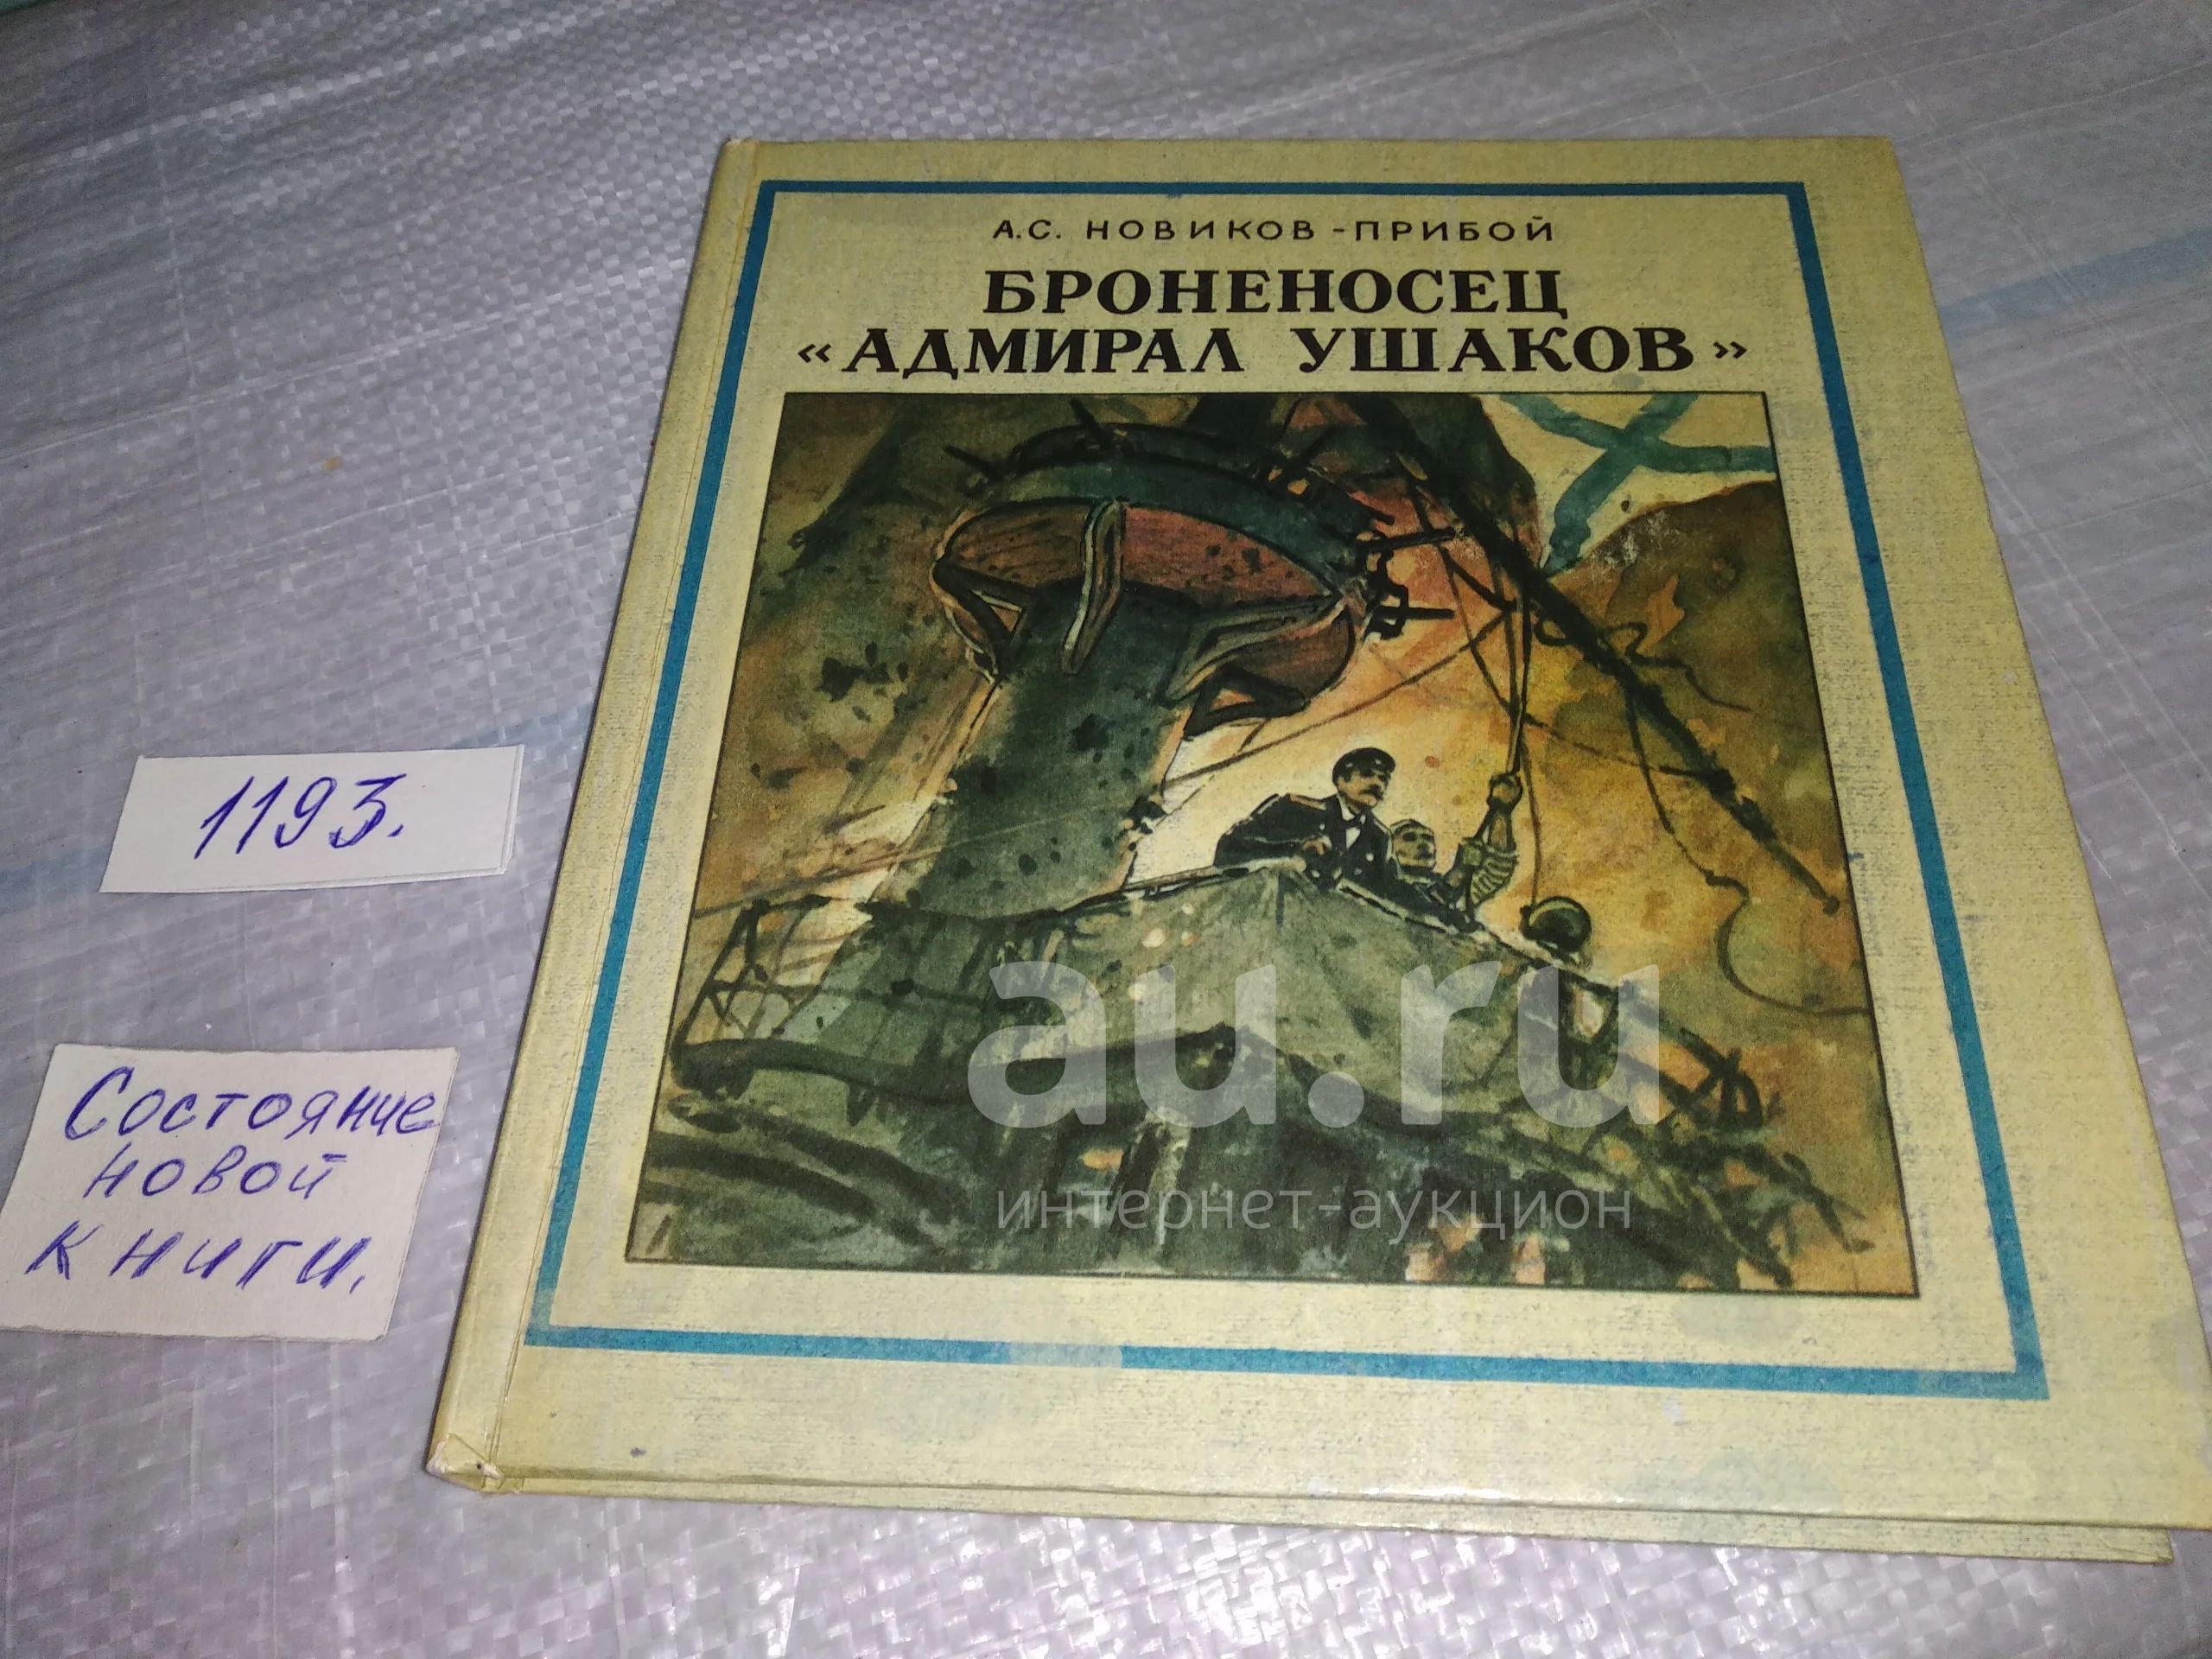 А.С. НОВИКОВ-ПРИБОЙ
БРОНЕНОСЕЦ
«АДМИРАЛ УШАКОВ»
1193.
Состояние
новой
книги.
au.ru
интернет-аукцион